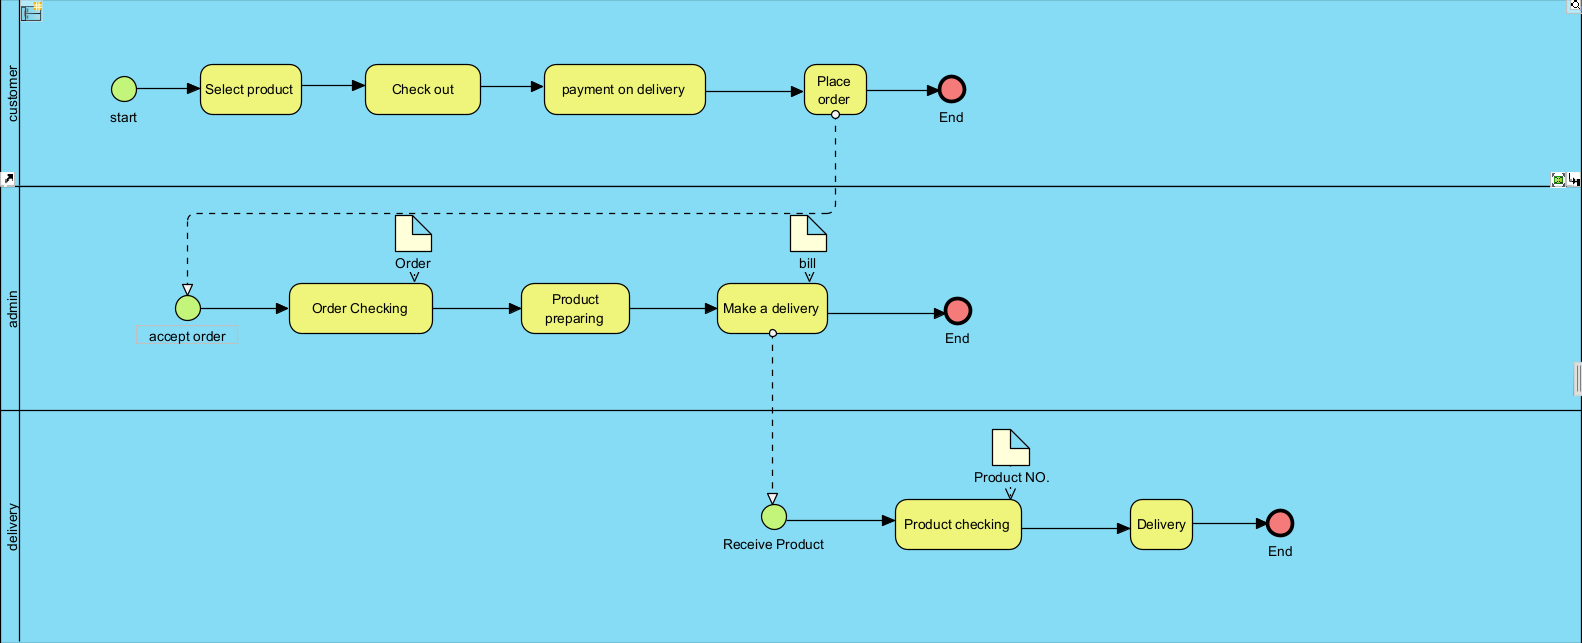 customer
start
Select product
Check out
payment on delivery
Place
order
End
admin
accept order
Order
Order Checking
Product
preparing
bill
Make a delivery
End
delivery
Receive Product
Product NO.
Product checking
Delivery
End